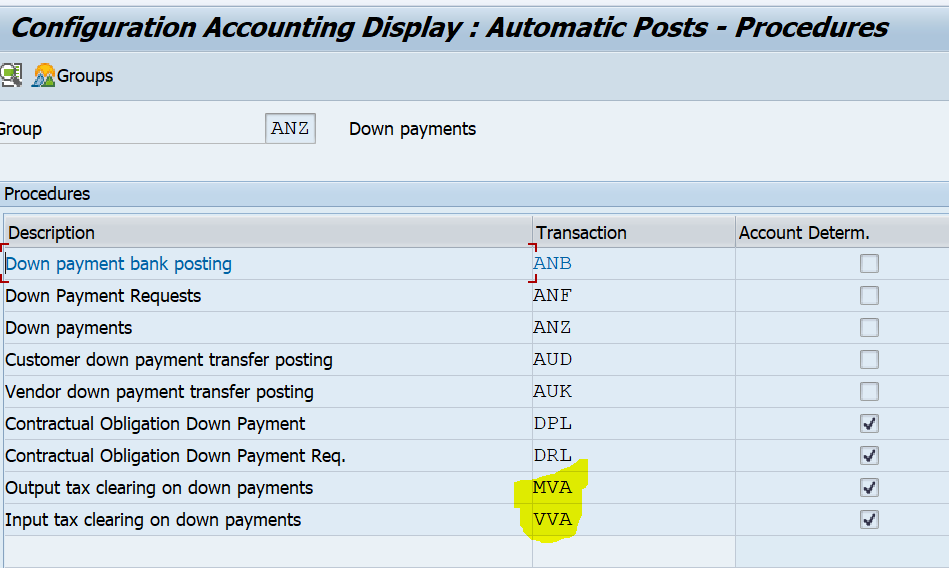 Configuration Accounting Display : Automatic Posts - Procedures
Groups
Group ANZ Down payments
Procedures
Description Transaction Account Determ.
Down payment bank posting ANB
Down Payment Requests ANF
Down payments ANZ
Customer down payment transfer posting AUD
Vendor down payment transfer posting AUK
Contractual Obligation Down Payment DPL
Contractual Obligation Down Payment Req. DRL
Output tax clearing on down payments MVA
Input tax clearing on down payments VVA